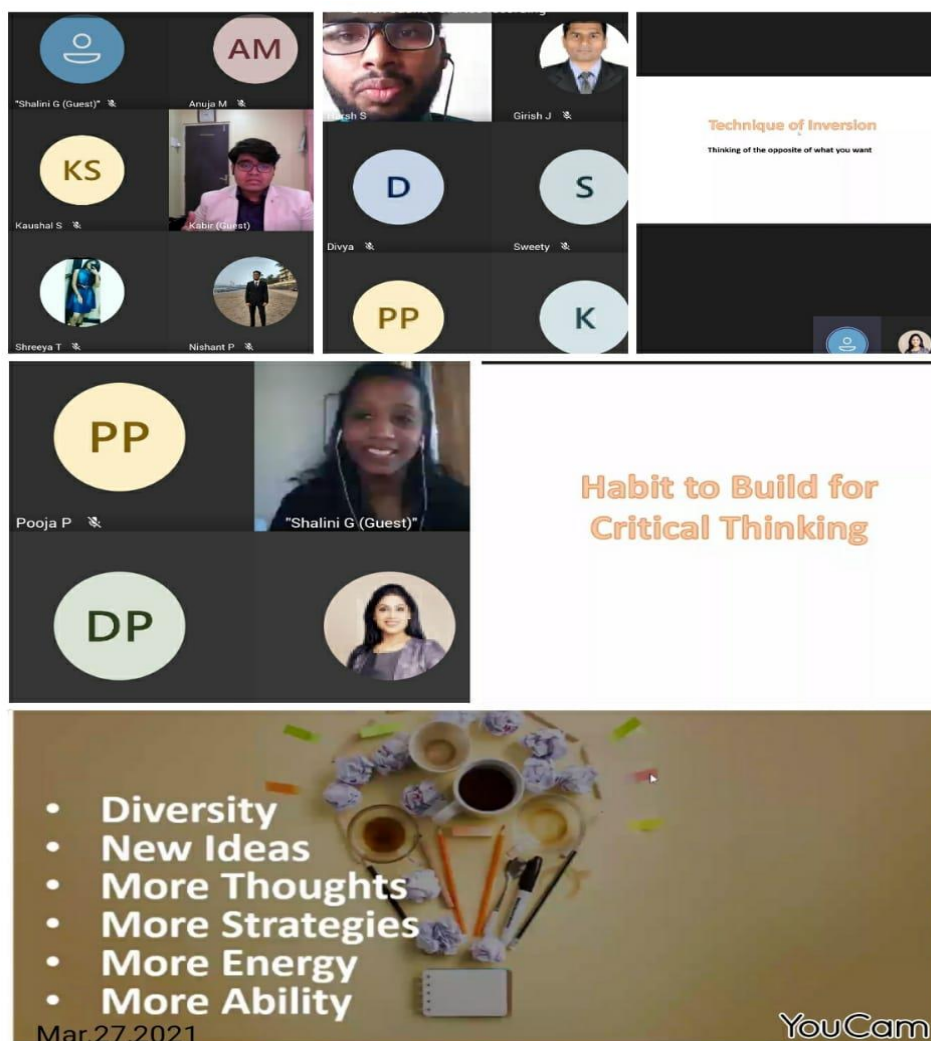 AM
"Shalini G (Guest)"
Anuja M
KS
Kaushal S
Kabir (Guest)
Shreeya T
Nishant P
Harsh S
Girish J
D
S
Divya
Sweety
PP
K
Technique of Inversion
Thinking of the opposite of what you want
PP
Pooja P
"Shalini G (Guest)"
DP
Habit to Build for
Critical Thinking
• Diversity
• New Ideas
• More Thoughts
• More Strategies
• More Energy
• More Ability
Mar.27.2021
YouCam